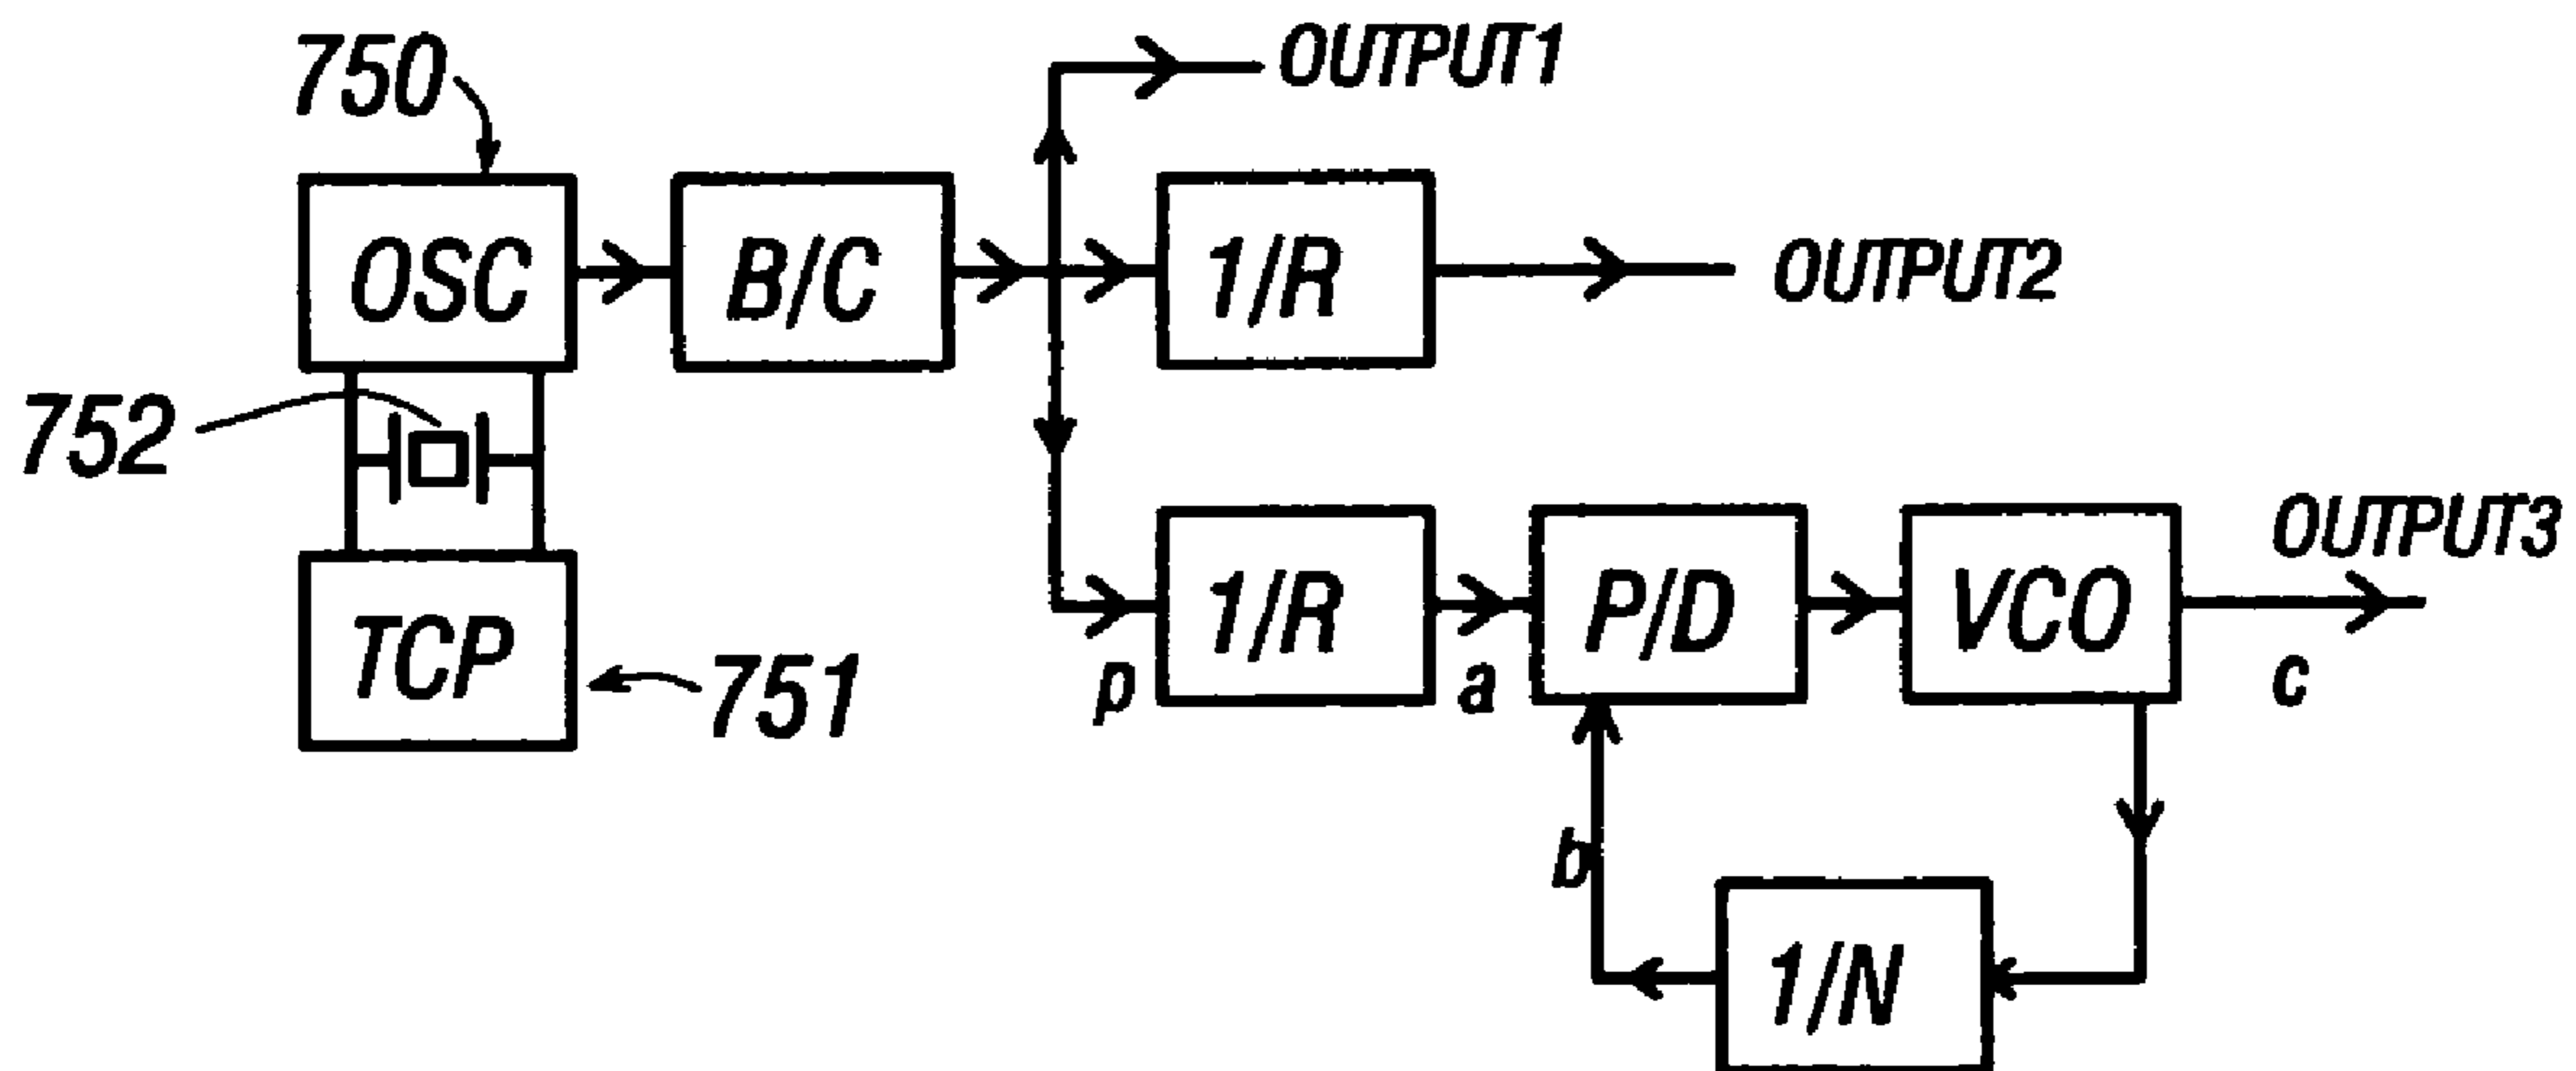 750
OUTPUT1
OSC
B/C
1/R
OUTPUT2
752
TCP
751
p
1/R
a
P/D
VCO
OUTPUT3
c
b
1/N